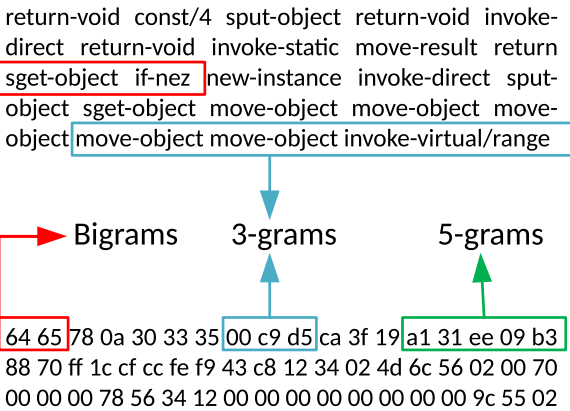 return-void const/4 sput-object return-void invoke-
direct return-void invoke-static move-result return
sget-object if-nez new-instance invoke-direct sput-
object sget-object move-object move-object move-
object move-object move-object invoke-virtual/range
Bigrams 3-grams 5-grams
64 65 78 0a 30 33 35 00 c9 d5 ca 3f 19 a1 31 ee 09 b3
88 70 ff 1c cf cc fe f9 43 c8 12 34 02 4d 6c 56 02 00 70
00 00 00 78 56 34 12 00 00 00 00 00 00 00 00 9c 55 02